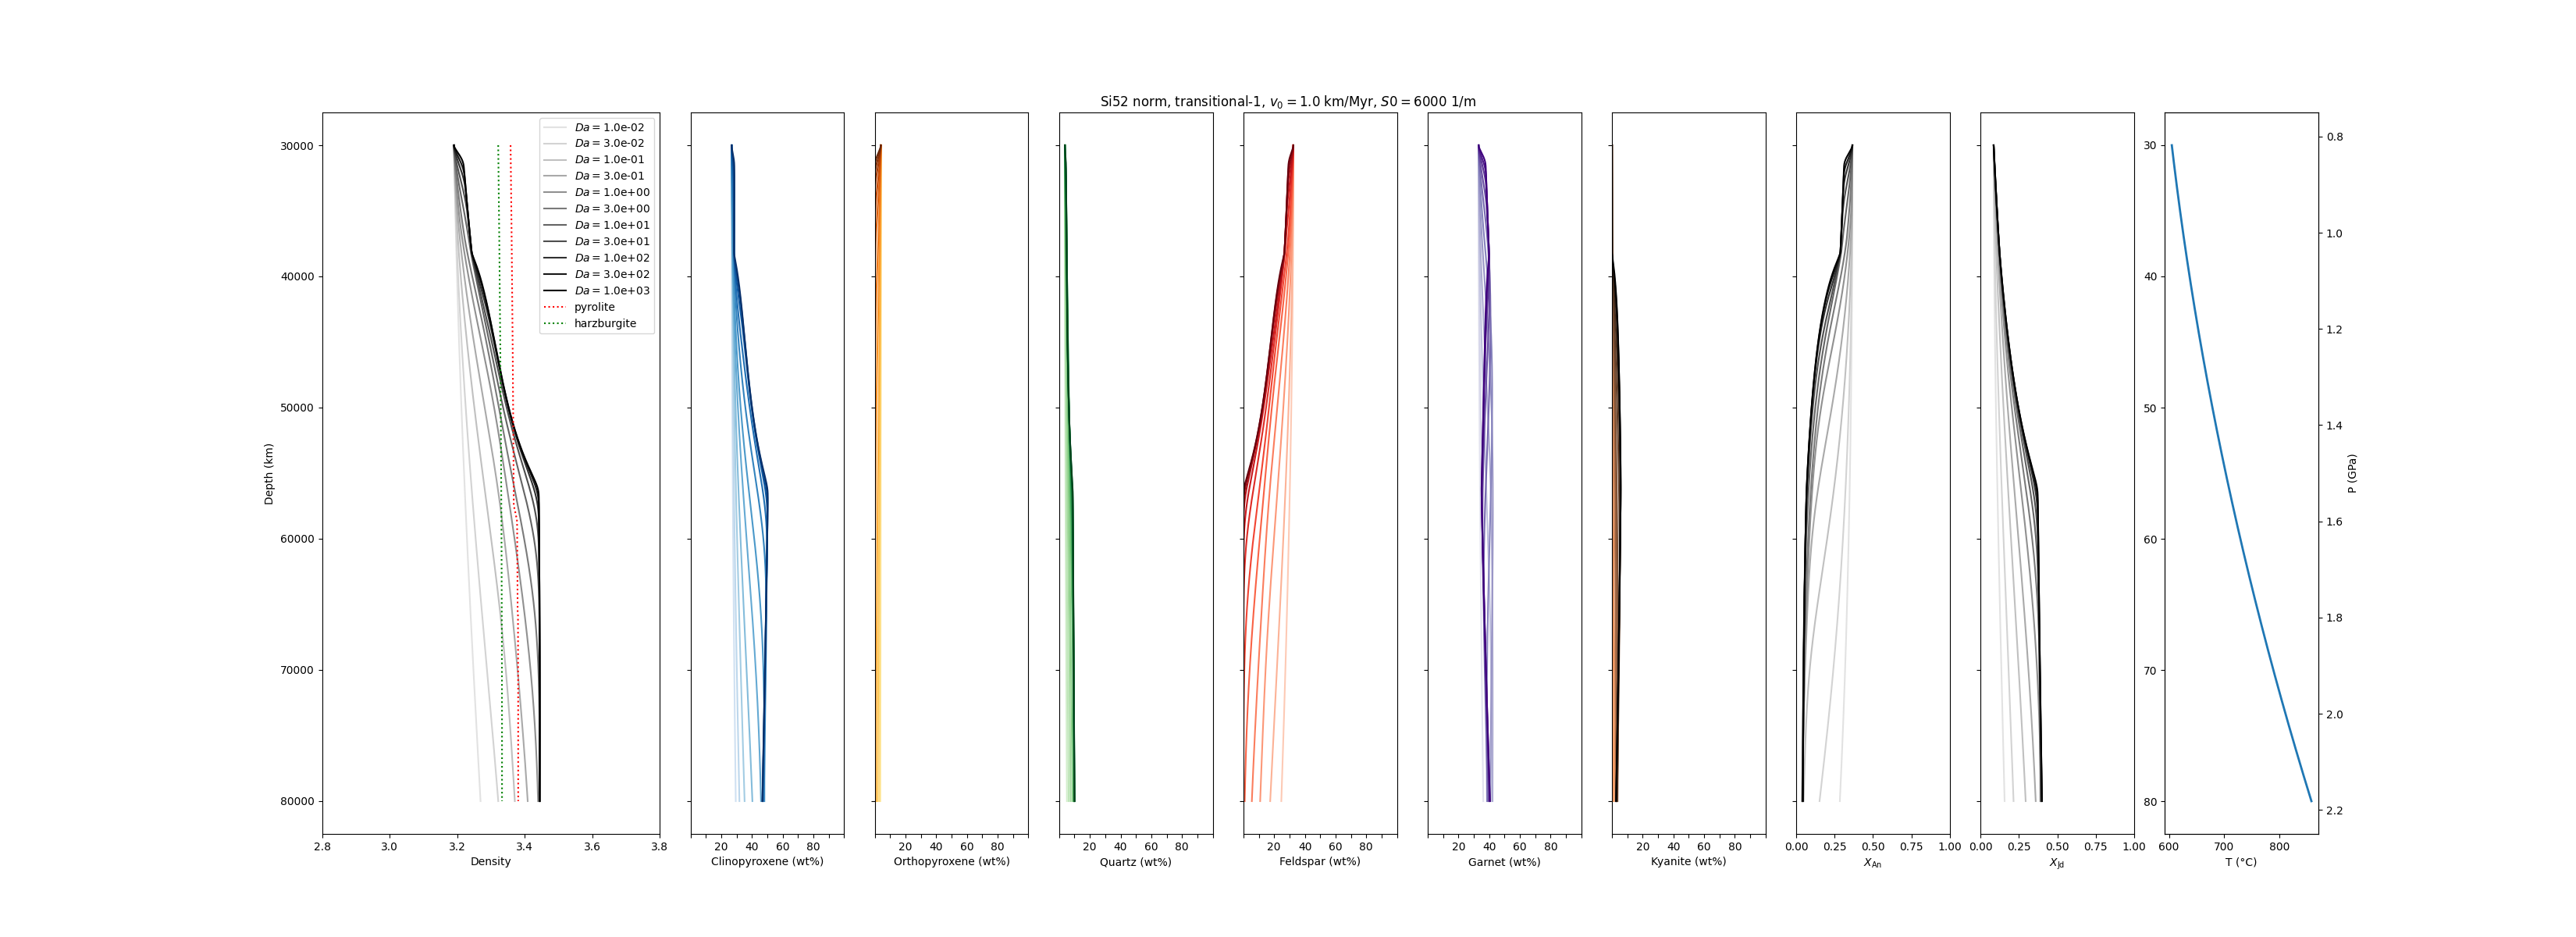 Si52 norm, transitional-1, v₀ = 1.0 km/Myr, S0 = 6000 1/m
Da = 1.0e-02
Da = 3.0e-02
Da = 1.0e-01
Da = 3.0e-01
Da = 1.0e+00
Da = 3.0e+00
Da = 1.0e+01
Da = 3.0e+01
Da = 1.0e+02
Da = 3.0e+02
Da = 1.0e+03
pyrolite
harzburgite
Depth (km)
30000
40000
50000
60000
70000
80000
2.8 3.0 3.2 3.4 3.6 3.8
Density
20 40 60 80
Clinopyroxene (wt%)
Orthopyroxene (wt%)
20 40 60 80
Quartz (wt%)
20 40 60 80
Feldspar (wt%)
20 40 60 80
Garnet (wt%)
20 40 60 80
Kyanite (wt%)
20 40 60 80
0.00 0.25 0.50 0.75 1.00
X_An
0.00 0.25 0.50 0.75 1.00
X_Jd
30
40
50
60
70
80
600 700 800
T (°C)
0.8
1.0
1.2
1.4
1.6
1.8
2.0
2.2
P (GPa)